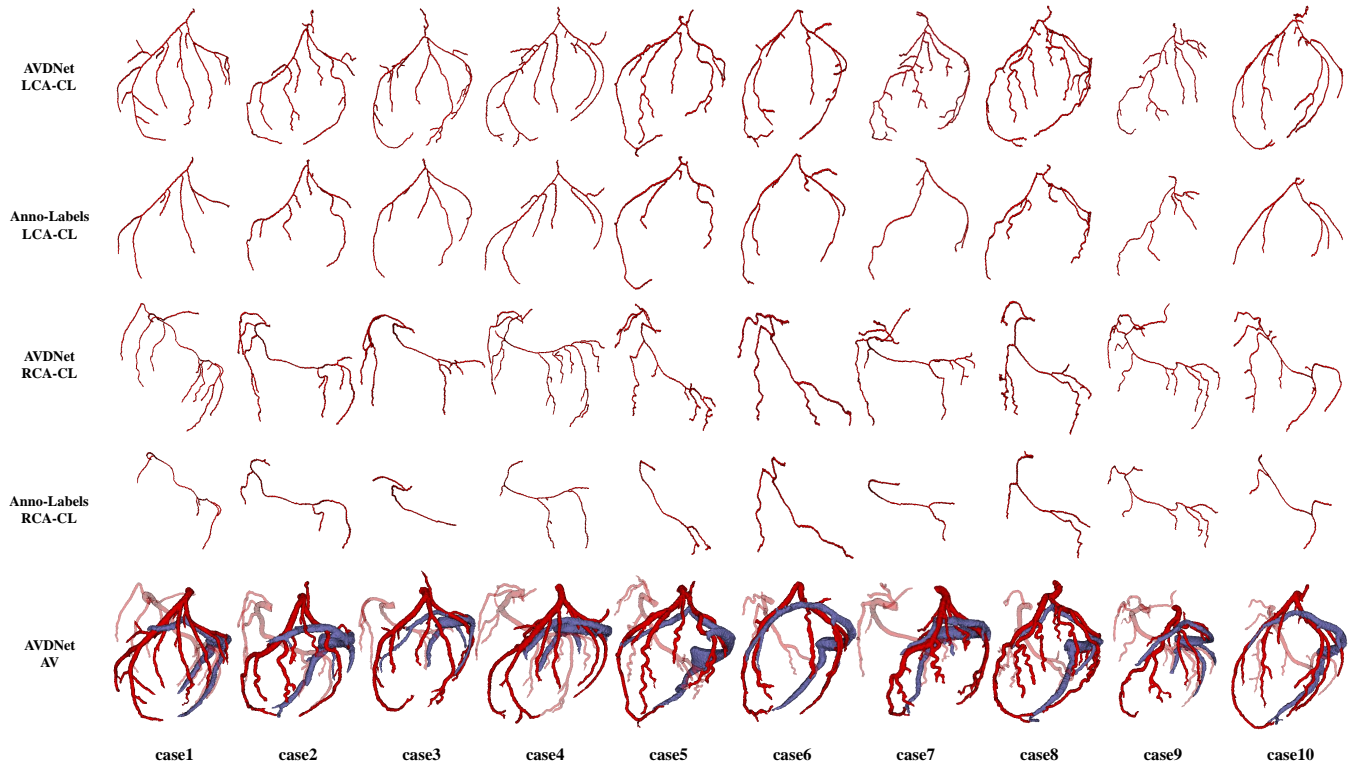 AVDNet
LCA-CL
Anno-Labels
LCA-CL
AVDNet
RCA-CL
Anno-Labels
RCA-CL
AVDNet
AV
case1 case2 case3 case4 case5 case6 case7 case8 case9 case10